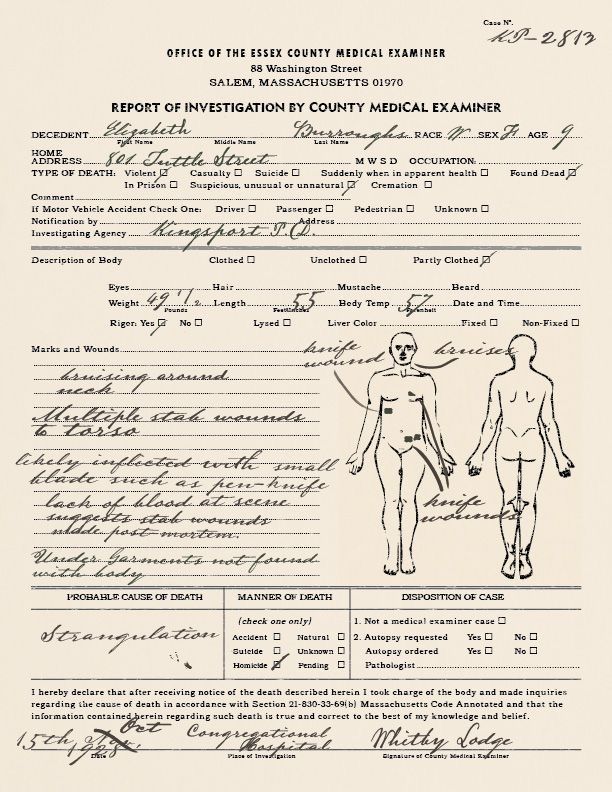 Case Nº.
KP-2813
OFFICE OF THE ESSEX COUNTY MEDICAL EXAMINER
88 Washington Street
SALEM, MASSACHUSETTS 01970
REPORT OF INVESTIGATION BY COUNTY MEDICAL EXAMINER
DECEDENT Elizabeth Burroughs RACE W SEX F AGE 9
First Name Middle Name Last Name
HOME ADDRESS 801 Tuttle Street M W S D OCCUPATION:
TYPE OF DEATH: Violent ☑ Casualty ☐ Suicide ☐ Suddenly when in apparent health ☐ Found Dead ☑
In Prison ☐ Suspicious, unusual or unnatural ☑ Cremation ☐
Comment
If Motor Vehicle Accident Check One: Driver ☐ Passenger ☐ Pedestrian ☐ Unknown ☐
Notification by Address
Investigating Agency Kingsport P.D.
Description of Body Clothed ☐ Unclothed ☐ Partly Clothed ☑
Eyes Hair Mustache Beard
Weight 49 1/2 Length 55 Body Temp 57 Date and Time
Pounds Feet/Inches Farenheit
Rigor: Yes ☑ No ☐ Lysed ☐ Liver Color Fixed ☐ Non-Fixed ☐
Marks and Wounds
knife wound
bruises
bruising around
neck
Multiple stab wounds
to torso
likely inflicted with small
blade such as pen-knife
lack of blood at scene
suggests stab wounds
made post mortem.
Under Garments not found
with body
knife
wounds
PROBABLE CAUSE OF DEATH
Strangulation
MANNER OF DEATH
(check one only)
Accident ☐ Natural ☐
Suicide ☐ Unknown ☐
Homicide ☑ Pending ☐
DISPOSITION OF CASE
1. Not a medical examiner case ☐
2. Autopsy requested Yes ☐ No ☐
Autopsy ordered Yes ☐ No ☐
Pathologist
I hereby declare that after receiving notice of the death described herein I took charge of the body and made inquiries
regarding the cause of death in accordance with Section 21-830-33-69(b) Massachusetts Code Annotated and that the
information contained herein regarding such death is true and correct to the best of my knowledge and belief.
15th Oct 1928 Congregational Hospital Whitby Lodge
Date Place of Investigation Signature of County Medical Examiner